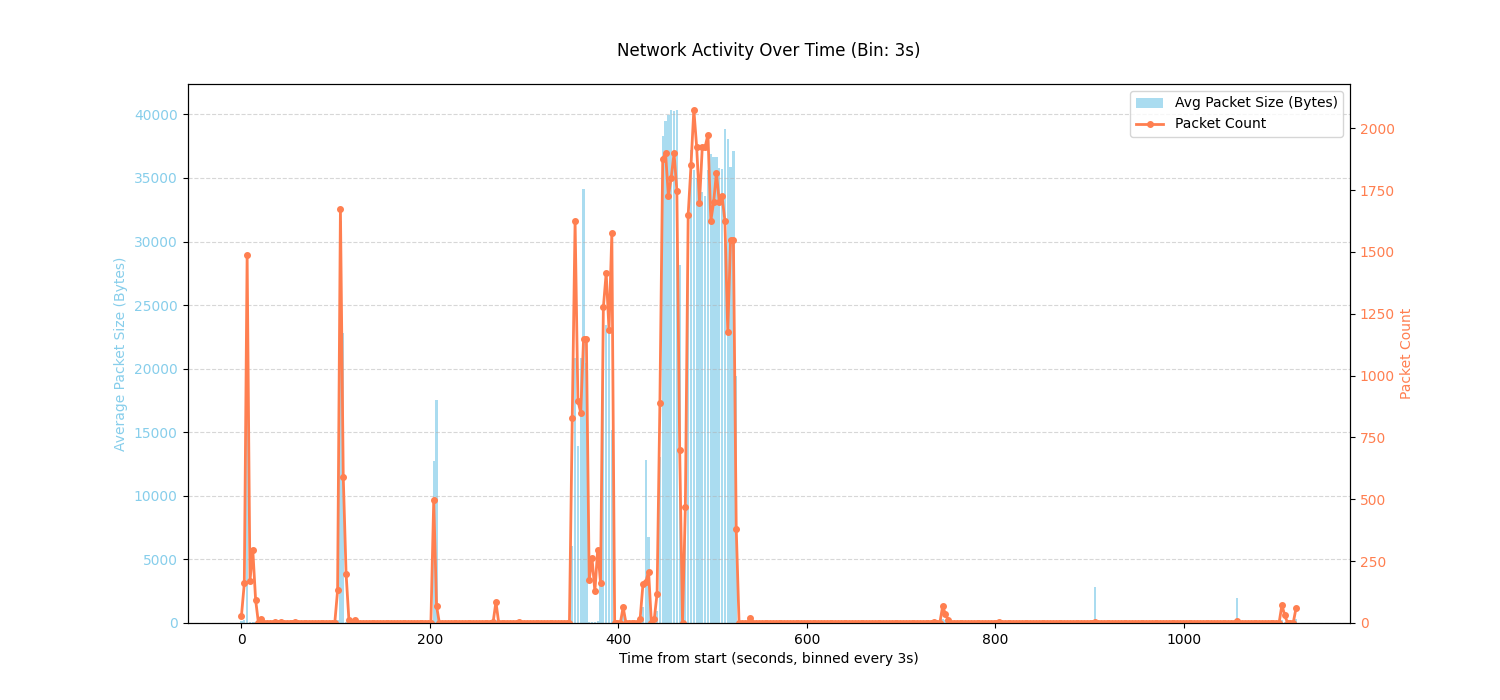 Network Activity Over Time (Bin: 3s)
Avg Packet Size (Bytes)
Packet Count
40000
35000
30000
25000
20000
15000
10000
5000
0
Average Packet Size (Bytes)
2000
1750
1500
1250
1000
750
500
250
0
Packet Count
0 200 400 600 800 1000
Time from start (seconds, binned every 3s)